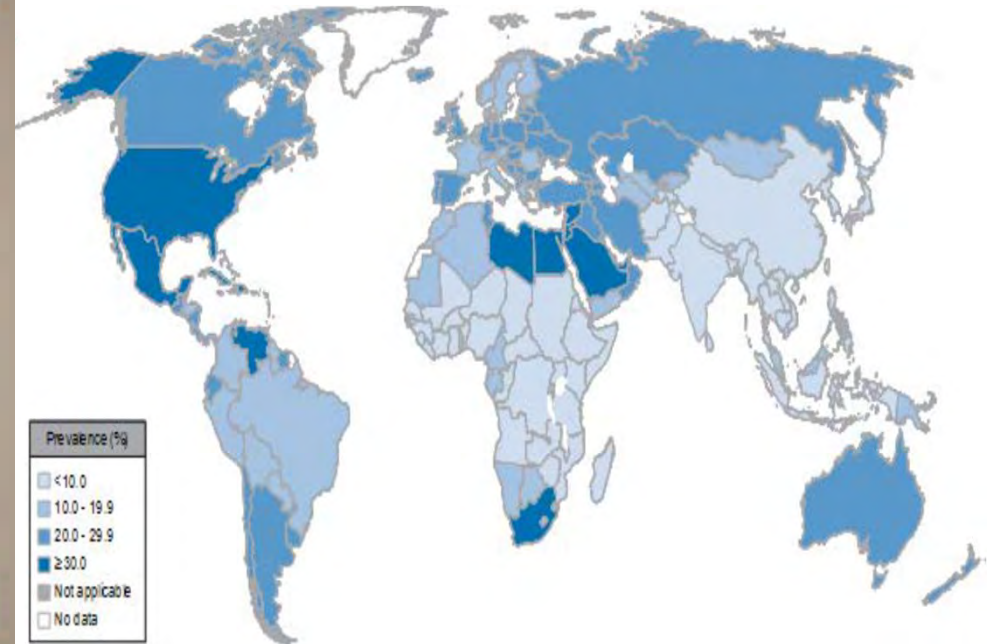 Prevalence (%)
<10.0
10.0 - 19.9
20.0 - 29.9
≥30.0
Not applicable
No data